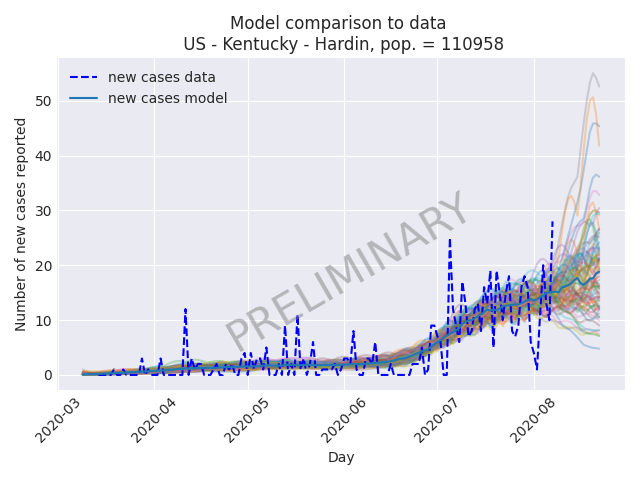 Model comparison to data
US - Kentucky - Hardin, pop. = 110958
new cases data
new cases model
PRELIMINARY
Number of new cases reported
50
40
30
20
10
0
2020-03
2020-04
2020-05
2020-06
2020-07
2020-08
Day